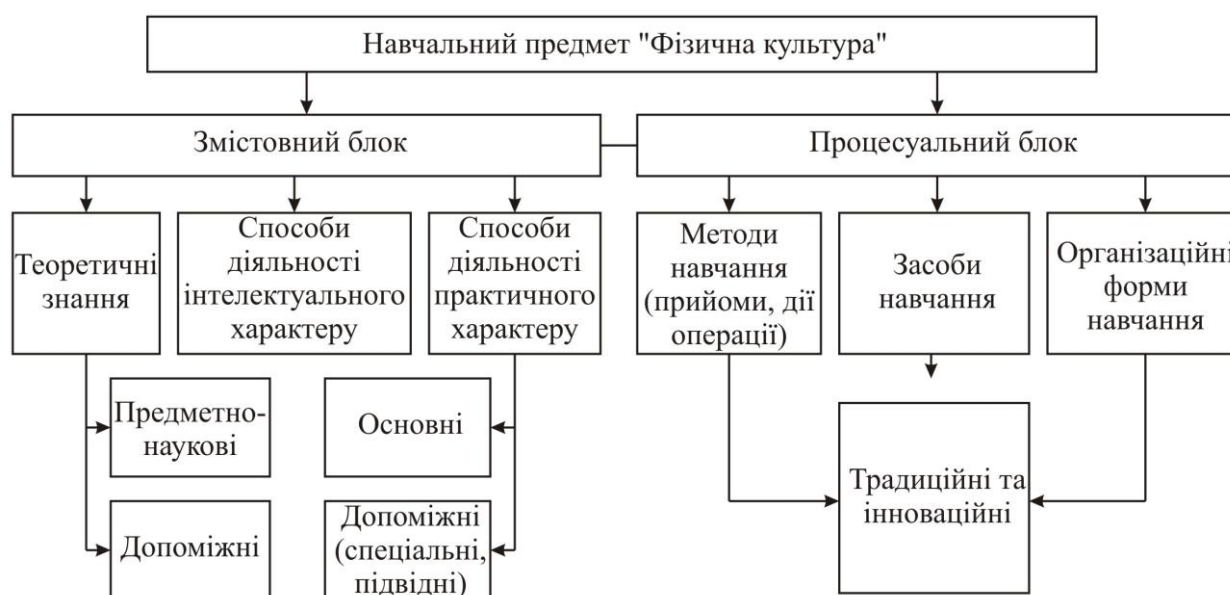 Навчальний предмет "Фізична культура"
Змістовний блок
Процесуальний блок
Теоретичні
знання
Способи
діяльності
інтелектуального
характеру
Способи
діяльності
практичного
характеру
Методи
навчання
(прийоми, дії
операції)
Засоби
навчання
Організаційні
форми
навчання
Предметно-
наукові
Основні
Допоміжні
Допоміжні
(спеціальні,
підвідні)
Традиційні та
інноваційні